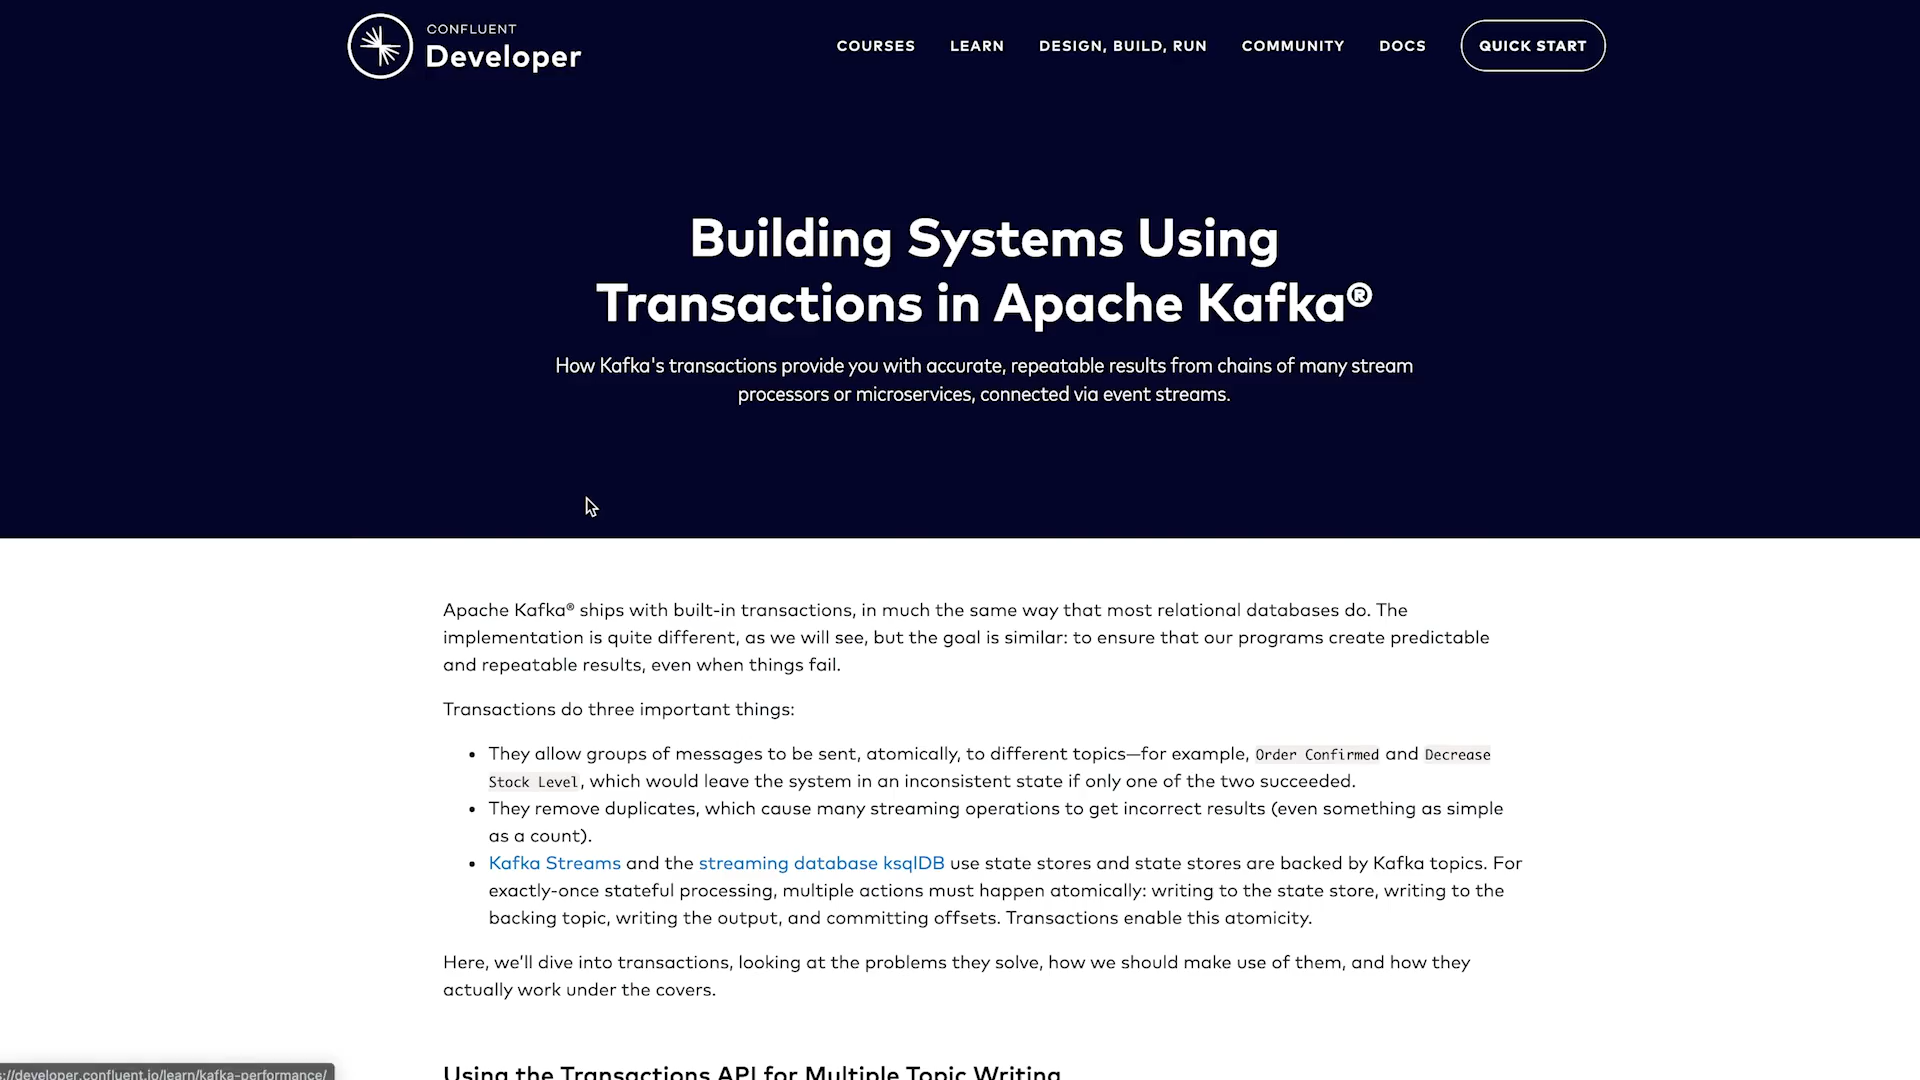 CONFLUENT
Developer
COURSES LEARN DESIGN, BUILD, RUN COMMUNITY DOCS QUICK START
Building Systems Using
Transactions in Apache Kafka®
How Kafka's transactions provide you with accurate, repeatable results from chains of many stream
processors or microservices, connected via event streams.
Apache Kafka® ships with built-in transactions, in much the same way that most relational databases do. The
implementation is quite different, as we will see, but the goal is similar: to ensure that our programs create predictable
and repeatable results, even when things fail.
Transactions do three important things:
• They allow groups of messages to be sent, atomically, to different topics—for example, Order Confirmed and Decrease
Stock Level, which would leave the system in an inconsistent state if only one of the two succeeded.
• They remove duplicates, which cause many streaming operations to get incorrect results (even something as simple
as a count).
• Kafka Streams and the streaming database ksqlDB use state stores and state stores are backed by Kafka topics. For
exactly-once stateful processing, multiple actions must happen atomically: writing to the state store, writing to the
backing topic, writing the output, and committing offsets. Transactions enable this atomicity.
Here, we'll dive into transactions, looking at the problems they solve, how we should make use of them, and how they
actually work under the covers.
Using the Transactions API for Multiple Topic Writing
s://developer.confluent.io/learn/kafka-performance/